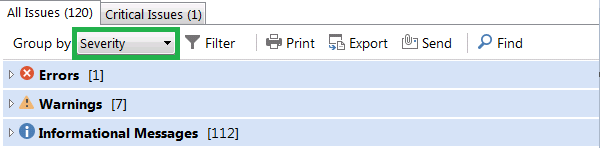 All Issues (120) Critical Issues (1)
Group by Severity Filter Print Export Send Find
Errors [1]
Warnings [7]
Informational Messages [112]